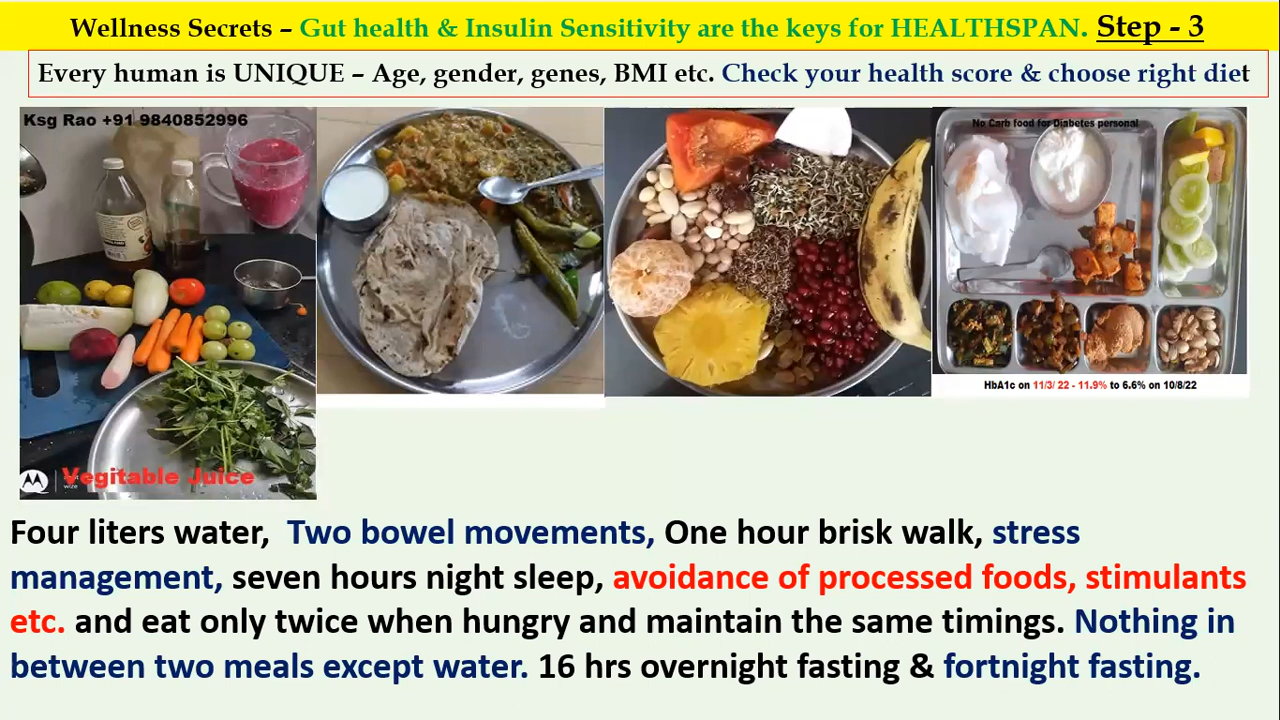 Wellness Secrets – Gut health & Insulin Sensitivity are the keys for HEALTHSPAN. Step - 3
Every human is UNIQUE – Age, gender, genes, BMI etc. Check your health score & choose right diet
Ksg Rao +91 9840852996
No Carb food for Diabetes personal
HbA1c on 11/3/ 22 - 11.9% to 6.6% on 10/8/22
Vegitable Juice
Four liters water, Two bowel movements, One hour brisk walk, stress
management, seven hours night sleep, avoidance of processed foods, stimulants
etc. and eat only twice when hungry and maintain the same timings. Nothing in
between two meals except water. 16 hrs overnight fasting & fortnight fasting.